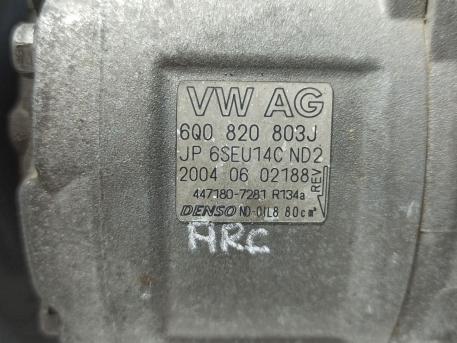 VW AG
6Q0 820 803J
JP 6SEU14C ND2
2004 06 02188
REV
447180-7281 R134a
DENSO ND-OIL8 80cm³
ARC